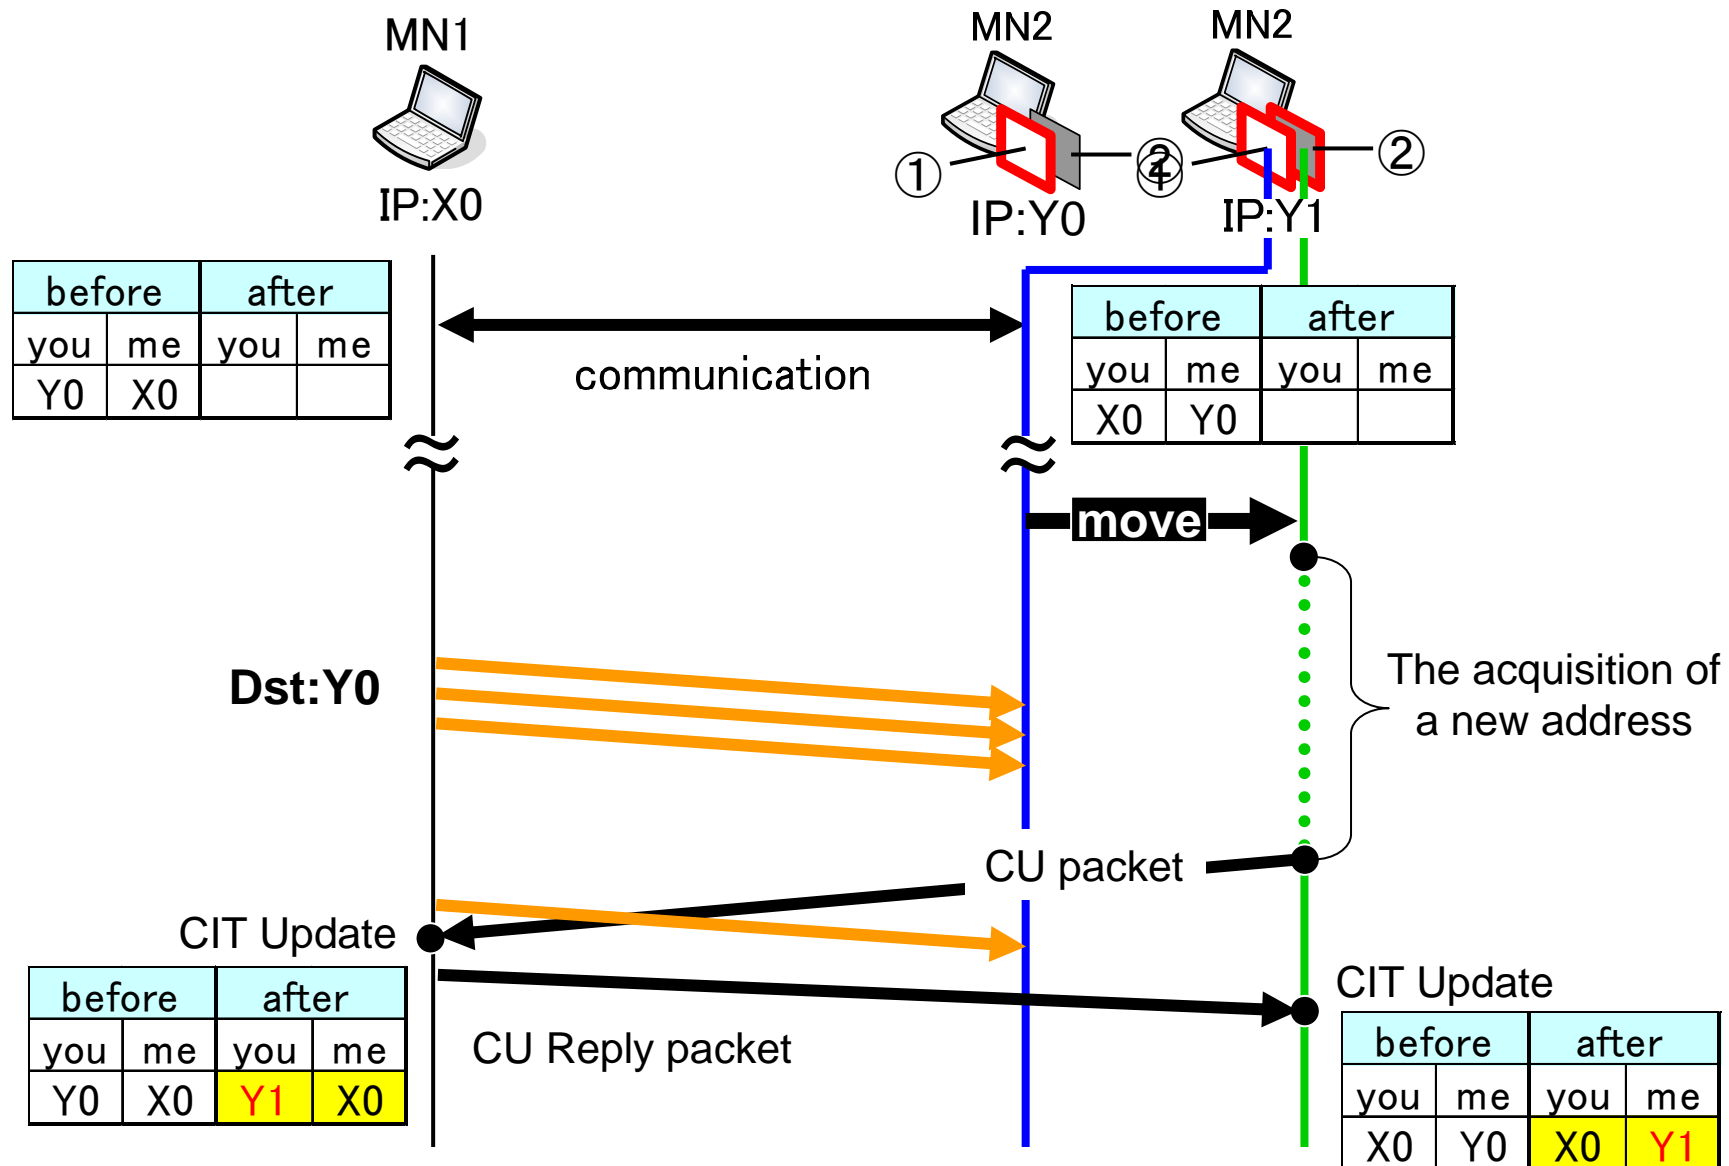 MN1
MN2
MN2
①
②
①
②
IP:X0
IP:Y0
IP:Y1
before after
you me you me
Y0 X0
communication
before after
you me you me
X0 Y0
move
Dst:Y0
The acquisition of
a new address
CU packet
CIT Update
before after
you me you me
Y0 X0 Y1 X0
CU Reply packet
CIT Update
before after
you me you me
X0 Y0 X0 Y1